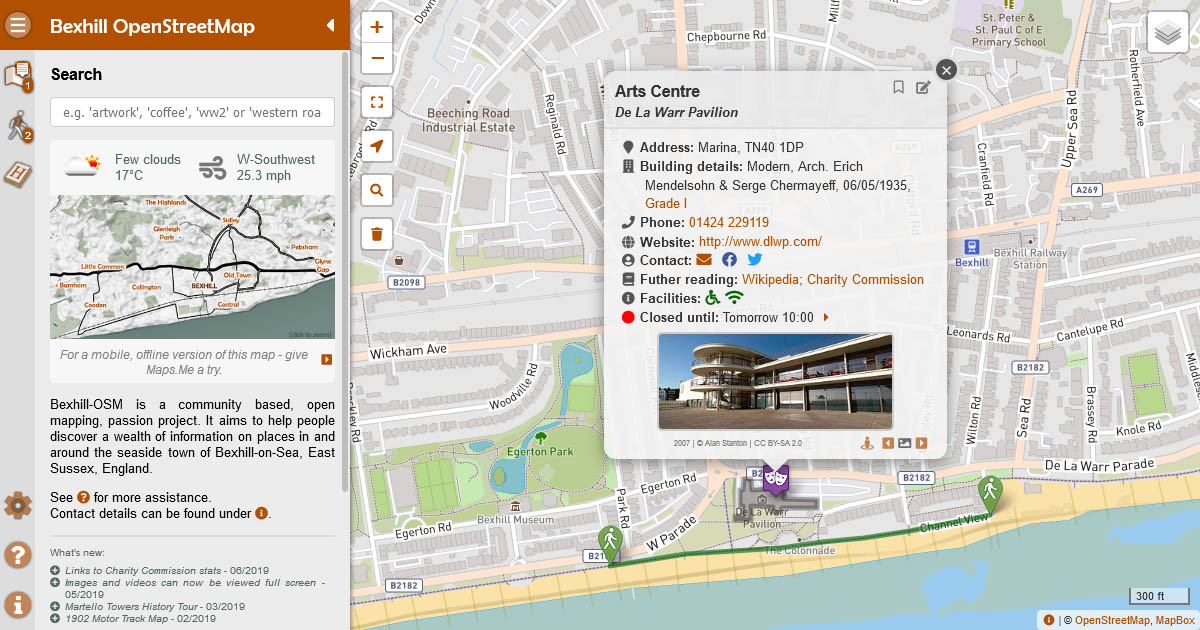 Bexhill OpenStreetMap
1
2
Search
e.g. 'artwork', 'coffee', 'ww2' or 'western roa
Few clouds
17°C
W-Southwest
25.3 mph
The Highlands
Sidley
Glenleigh
Park
Pebsham
Little Common
Glyne
Gap
Old Town
Barnham
Collington
BEXHILL
Cooden
Central
[click to zoom]
For a mobile, offline version of this map - give
Maps.Me a try.
Bexhill-OSM is a community based, open
mapping, passion project. It aims to help people
discover a wealth of information on places in and
around the seaside town of Bexhill-on-Sea, East
Sussex, England.
See ? for more assistance.
Contact details can be found under i.
What's new:
Links to Charity Commission stats - 06/2019
Images and videos can now be viewed full screen -
05/2019
Martello Towers History Tour - 03/2019
1902 Motor Track Map - 02/2019
+
−
Chepbourne Rd
St. Peter &
St. Paul C of E
Primary School
Rotherfield Ave
Upper Sea Rd
Cranfield Rd
A269
Beeching Road
Industrial Estate
Reginald Rd
Arts Centre
De La Warr Pavilion
Address: Marina, TN40 1DP
Building details: Modern, Arch. Erich
Mendelsohn & Serge Chermayeff, 06/05/1935,
Grade I
Phone: 01424 229119
Website: http://www.dlwp.com/
Contact:
Futher reading: Wikipedia; Charity Commission
Facilities:
Closed until: Tomorrow 10:00
2007 | © Alan Stanton | CC BY-SA 2.0
Bexhill
Bexhill Railway
Station
B2098
Wickham Ave
Woodville Rd
Egerton Park
Bexhill Museum
Egerton Rd
Egerton Rd
Park Rd
W Parade
B2182
De La Warr
Pavilion
The Colonnade
Channel View
B2182
De La Warr Parade
St Leonards Rd
Cantelupe Rd
B2182
Sea Rd
Wilton Rd
Brassey Rd
Knole Rd
300 ft
| © OpenStreetMap, MapBox